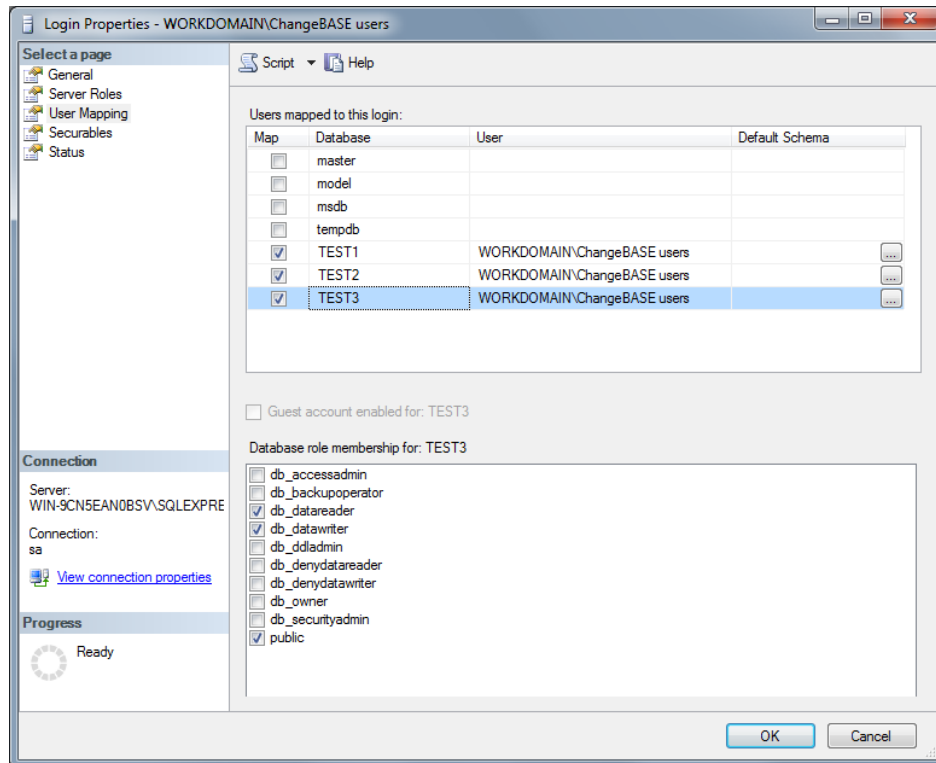 Login Properties - WORKDOMAIN\ChangeBASE users
Select a page
General
Server Roles
User Mapping
Securables
Status
Script Help
Users mapped to this login:
Map Database User Default Schema
master
model
msdb
tempdb
TEST1 WORKDOMAIN\ChangeBASE users ...
TEST2 WORKDOMAIN\ChangeBASE users ...
TEST3 WORKDOMAIN\ChangeBASE users ...
Guest account enabled for: TEST3
Database role membership for: TEST3
db_accessadmin
db_backupoperator
db_datareader
db_datawriter
db_ddladmin
db_denydatareader
db_denydatawriter
db_owner
db_securityadmin
public
Connection
Server:
WIN-9CN5EAN0BSV\SQLEXPRE
Connection:
sa
View connection properties
Progress
Ready
OK Cancel